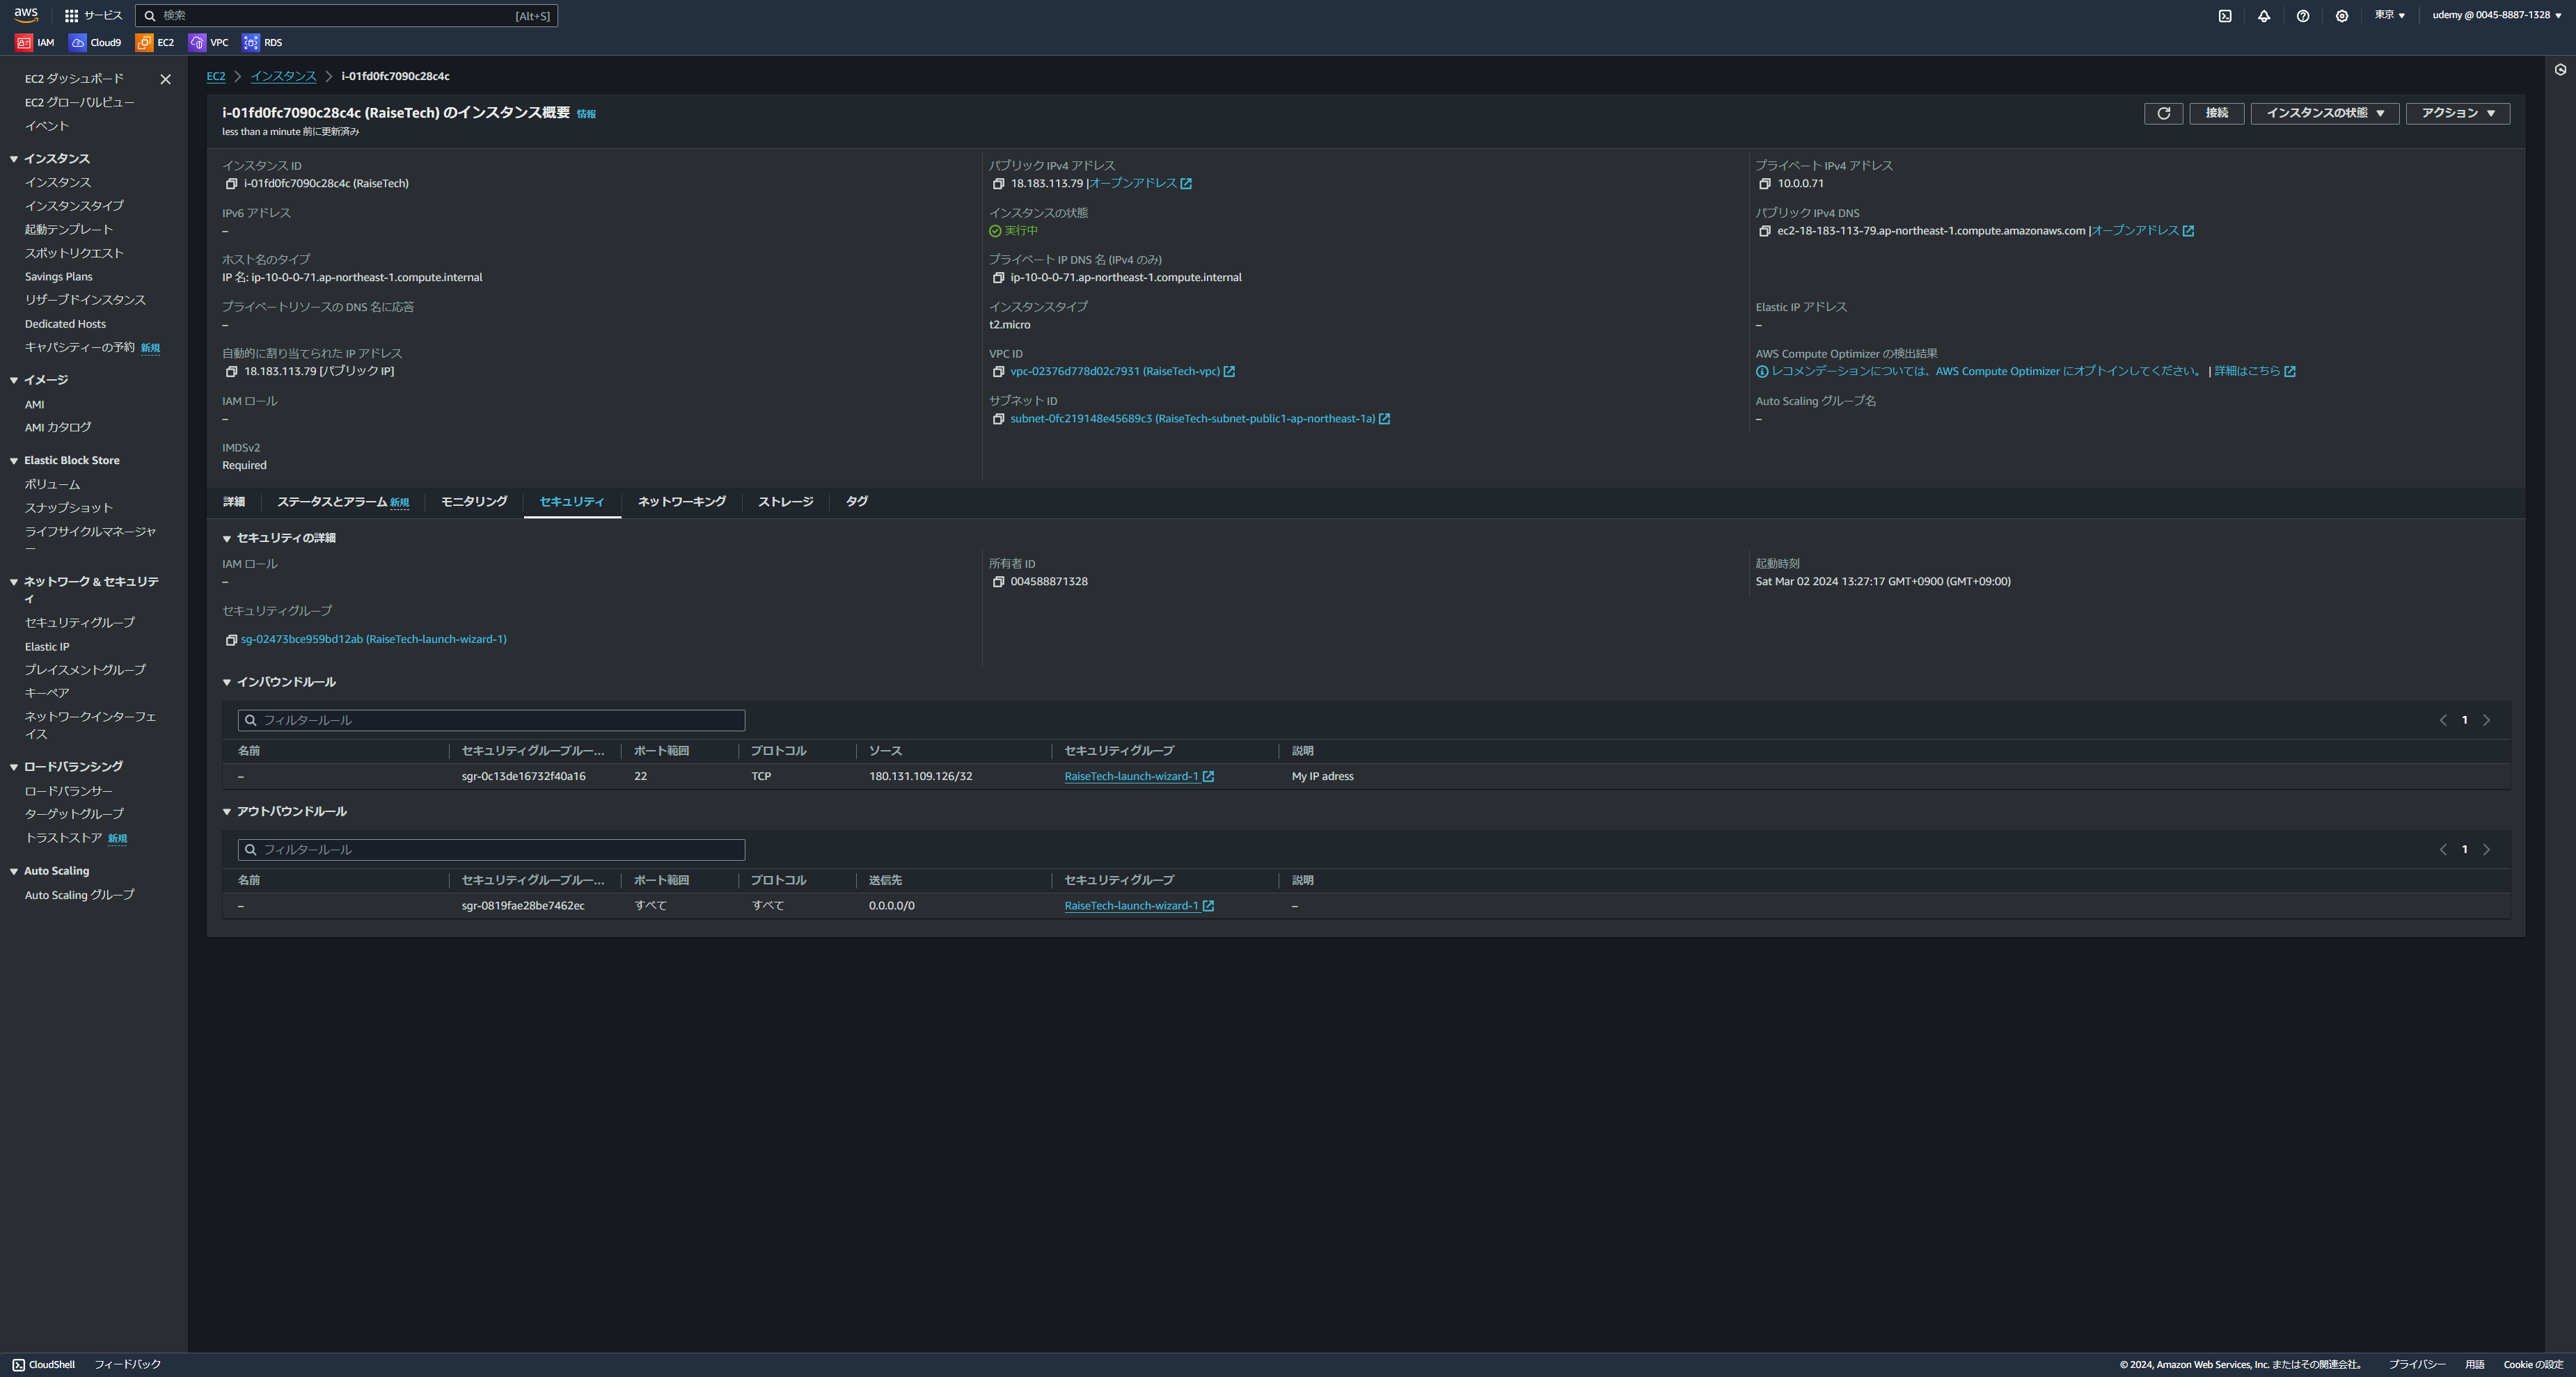 aws
サービス
検索
[Alt+S]
東京
udemy @ 0045-8887-1328
IAM
Cloud9
EC2
VPC
RDS
EC2 ダッシュボード
EC2 グローバルビュー
イベント
インスタンス
インスタンス
インスタンスタイプ
起動テンプレート
スポットリクエスト
Savings Plans
リザーブドインスタンス
Dedicated Hosts
キャパシティーの予約 新規
イメージ
AMI
AMI カタログ
Elastic Block Store
ボリューム
スナップショット
ライフサイクルマネージャ
ー
ネットワーク & セキュリテ
ィ
セキュリティグループ
Elastic IP
プレイスメントグループ
キーペア
ネットワークインターフェ
イス
ロードバランシング
ロードバランサー
ターゲットグループ
トラストストア 新規
Auto Scaling
Auto Scaling グループ
EC2
インスタンス
i-01fd0fc7090c28c4c
i-01fd0fc7090c28c4c (RaiseTech) のインスタンス概要 情報
less than a minute 前に更新済み
接続
インスタンスの状態
アクション
インスタンス ID
i-01fd0fc7090c28c4c (RaiseTech)
パブリック IPv4 アドレス
18.183.113.79 |オープンアドレス
プライベート IPv4 アドレス
10.0.0.71
IPv6 アドレス
–
インスタンスの状態
実行中
パブリック IPv4 DNS
ec2-18-183-113-79.ap-northeast-1.compute.amazonaws.com |オープンアドレス
ホスト名のタイプ
IP 名: ip-10-0-0-71.ap-northeast-1.compute.internal
プライベート IP DNS 名 (IPv4 のみ)
ip-10-0-0-71.ap-northeast-1.compute.internal
プライベートリソースの DNS 名に応答
–
インスタンスタイプ
t2.micro
Elastic IP アドレス
–
自動的に割り当てられた IP アドレス
18.183.113.79 [パブリック IP]
VPC ID
vpc-02376d778d02c7931 (RaiseTech-vpc)
AWS Compute Optimizer の検出結果
レコメンデーションについては、AWS Compute Optimizer にオプトインしてください。 | 詳細はこちら
IAM ロール
–
サブネット ID
subnet-0fc219148e45689c3 (RaiseTech-subnet-public1-ap-northeast-1a)
Auto Scaling グループ名
–
IMDSv2
Required
詳細
ステータスとアラーム 新規
モニタリング
セキュリティ
ネットワーキング
ストレージ
タグ
セキュリティの詳細
IAM ロール
–
所有者 ID
004588871328
起動時刻
Sat Mar 02 2024 13:27:17 GMT+0900 (GMT+09:00)
セキュリティグループ
sg-02473bce959bd12ab (RaiseTech-launch-wizard-1)
インバウンドルール
フィルタールール
1
名前 セキュリティグループルー... ポート範囲 プロトコル ソース セキュリティグループ 説明
– sgr-0c13de16732f40a16 22 TCP 180.131.109.126/32 RaiseTech-launch-wizard-1 My IP adress
アウトバウンドルール
フィルタールール
1
名前 セキュリティグループルー... ポート範囲 プロトコル 送信先 セキュリティグループ 説明
– sgr-0819fae28be7462ec すべて すべて 0.0.0.0/0 RaiseTech-launch-wizard-1 –
CloudShell
フィードバック
© 2024, Amazon Web Services, Inc. またはその関連会社。
プライバシー
用語
Cookie の設定